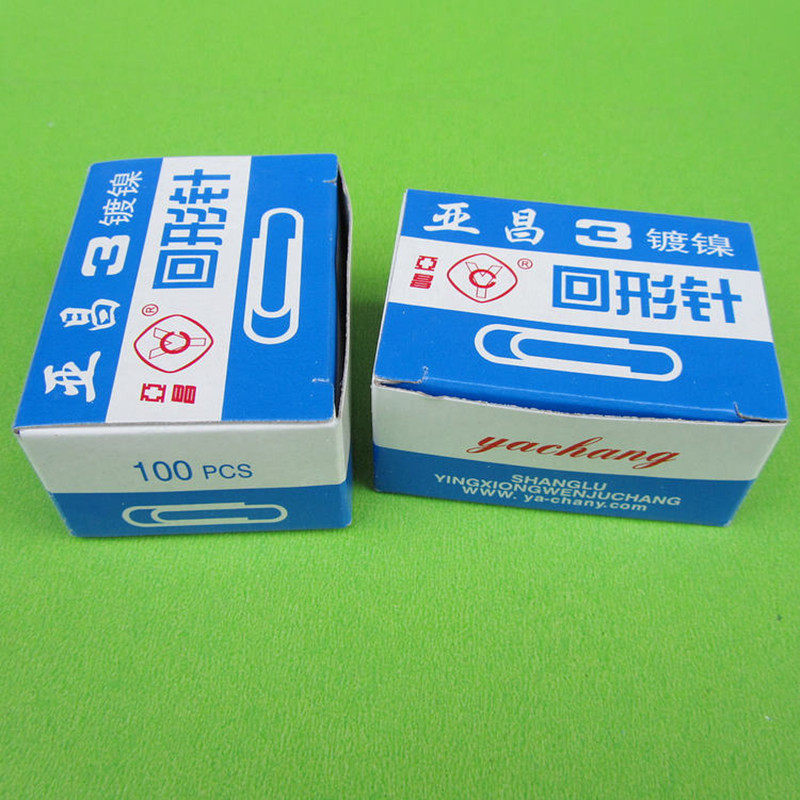 亚昌 3 镀镍
®
回形针
亚昌
100 PCS
亚昌 3 镀镍
®
回形针
亚昌
yachang
SHANGLU
YINGXIONGWENJUCHANG
www. ya-chany.com